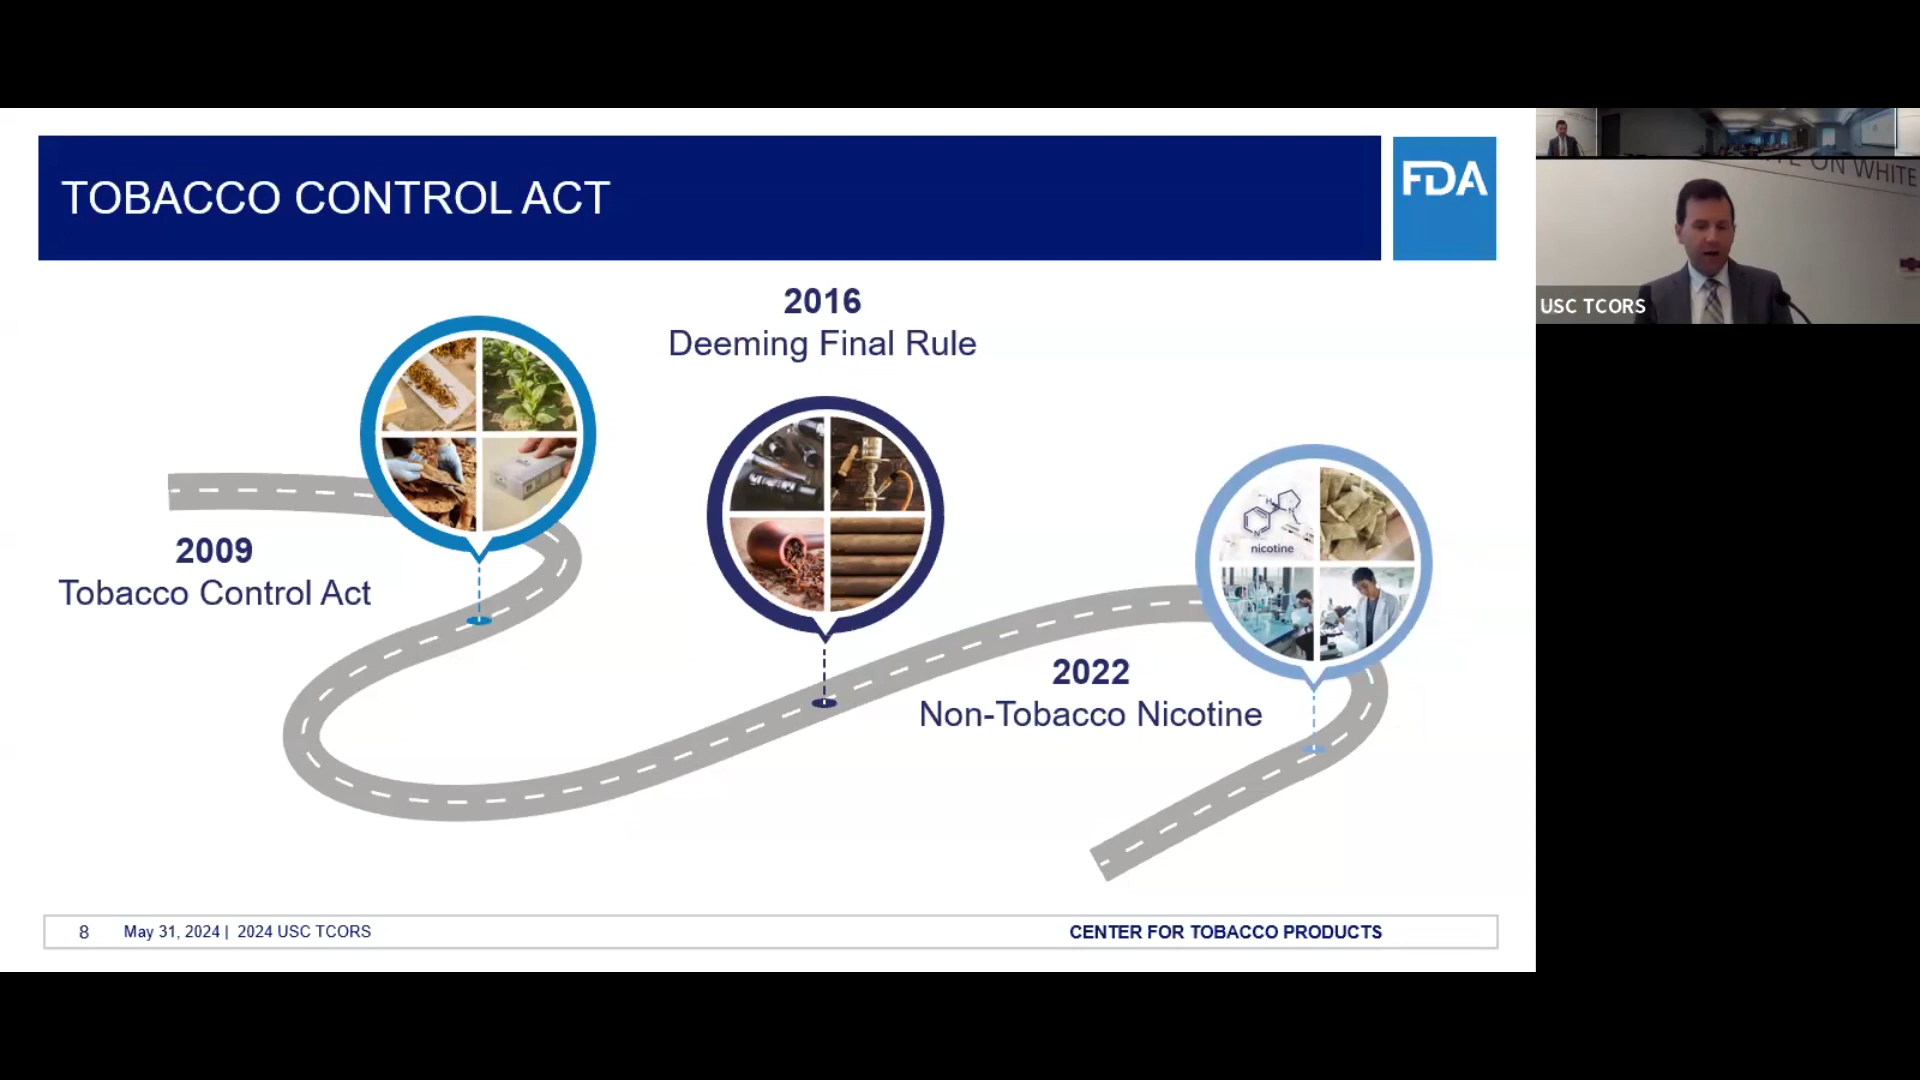 TOBACCO CONTROL ACT
FDA
ON WHITE
USC TCORS
2016
Deeming Final Rule
2009
Tobacco Control Act
nicotine
H
N
N
2022
Non-Tobacco Nicotine
8
May 31, 2024 | 2024 USC TCORS
CENTER FOR TOBACCO PRODUCTS